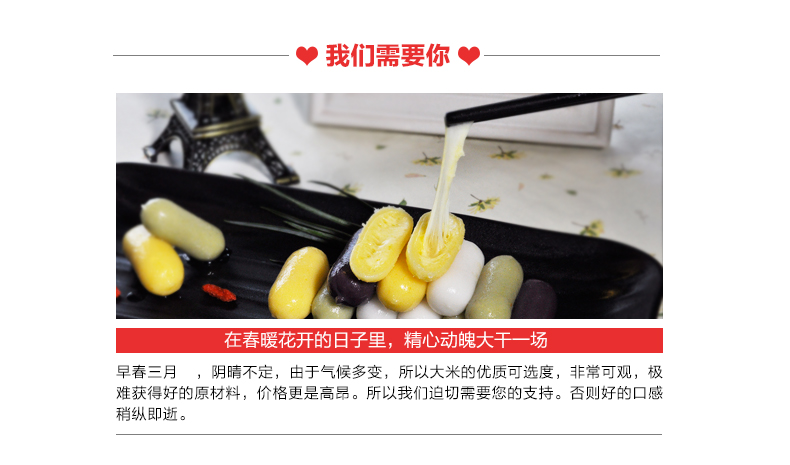 我们需要你
在春暖花开的日子里，精心动魄大干一场
早春三月　，阴晴不定，由于气候多变，所以大米的优质可选度，非常可观，极
难获得好的原材料，价格更是高昂。所以我们迫切需要您的支持。否则好的口感
稍纵即逝。